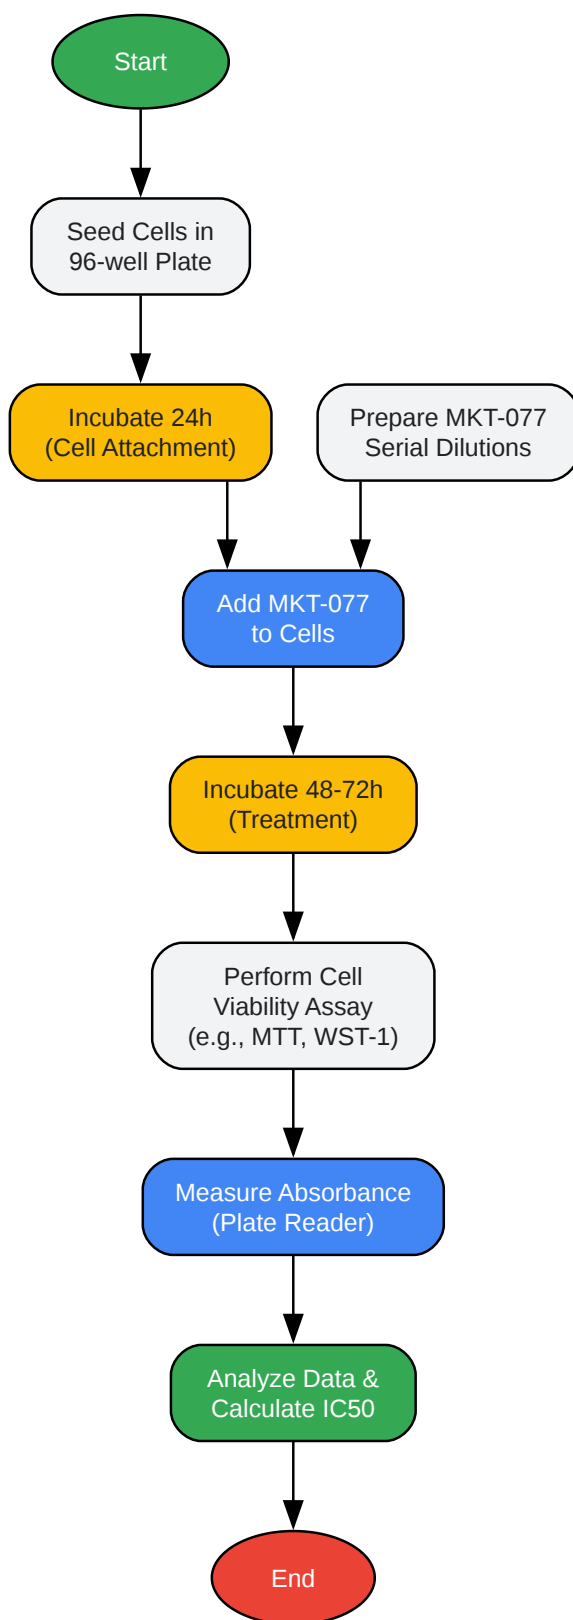 Start
Seed Cells in
96-well Plate
Incubate 24h
(Cell Attachment)
Prepare MKT-077
Serial Dilutions
Add MKT-077
to Cells
Incubate 48-72h
(Treatment)
Perform Cell
Viability Assay
(e.g., MTT, WST-1)
Measure Absorbance
(Plate Reader)
Analyze Data &
Calculate IC50
End